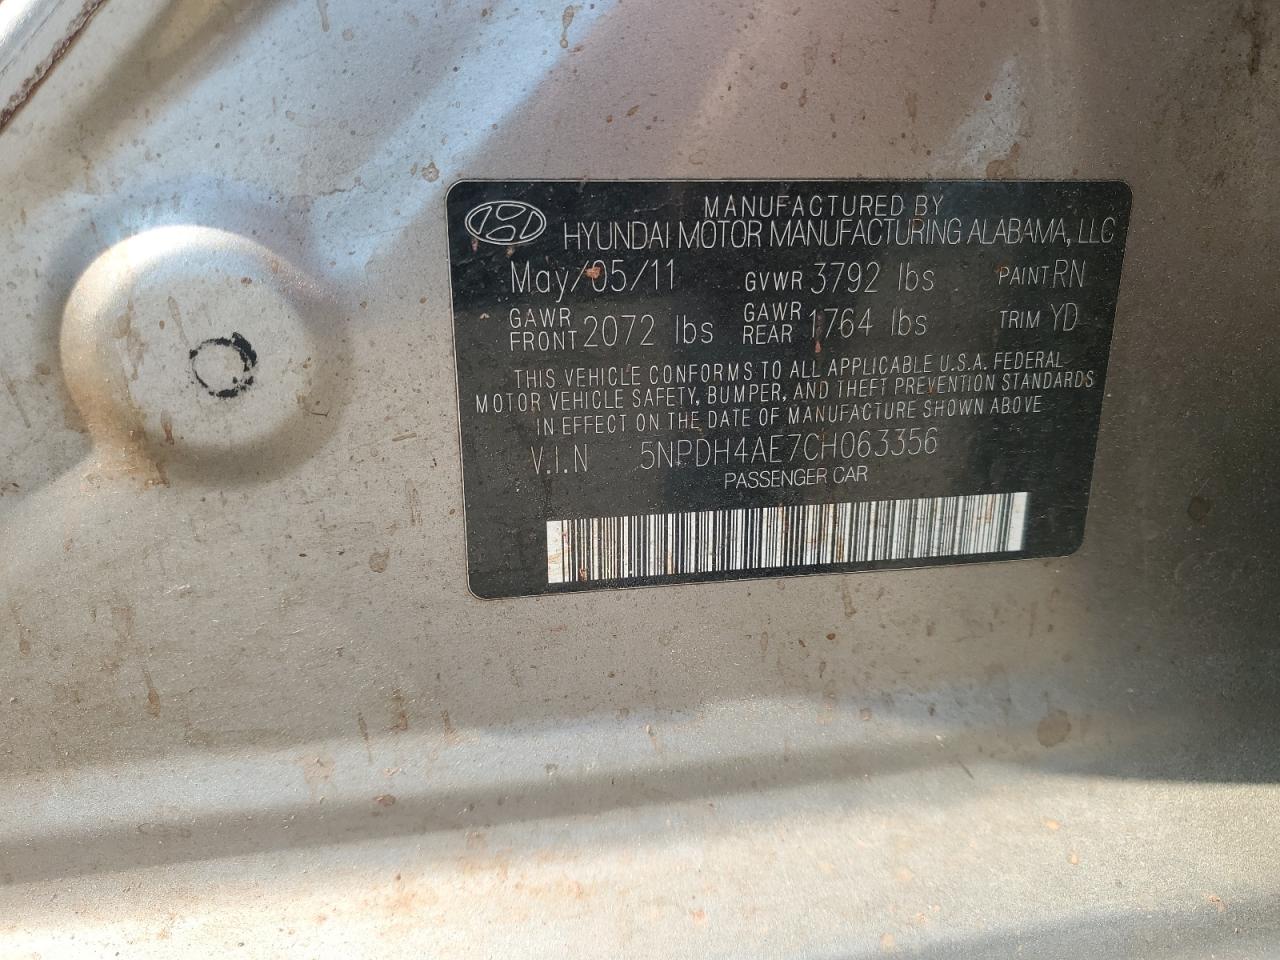 MANUFACTURED BY
HYUNDAI MOTOR MANUFACTURING ALABAMA, LLC
May/05/11 GVWR 3792 lbs PAINT RN
GAWR FRONT 2072 lbs GAWR REAR 1764 lbs TRIM YD
THIS VEHICLE CONFORMS TO ALL APPLICABLE U.S.A. FEDERAL
MOTOR VEHICLE SAFETY, BUMPER, AND THEFT PREVENTION STANDARDS
IN EFFECT ON THE DATE OF MANUFACTURE SHOWN ABOVE
V.I.N 5NPDH4AE7CH063356
PASSENGER CAR